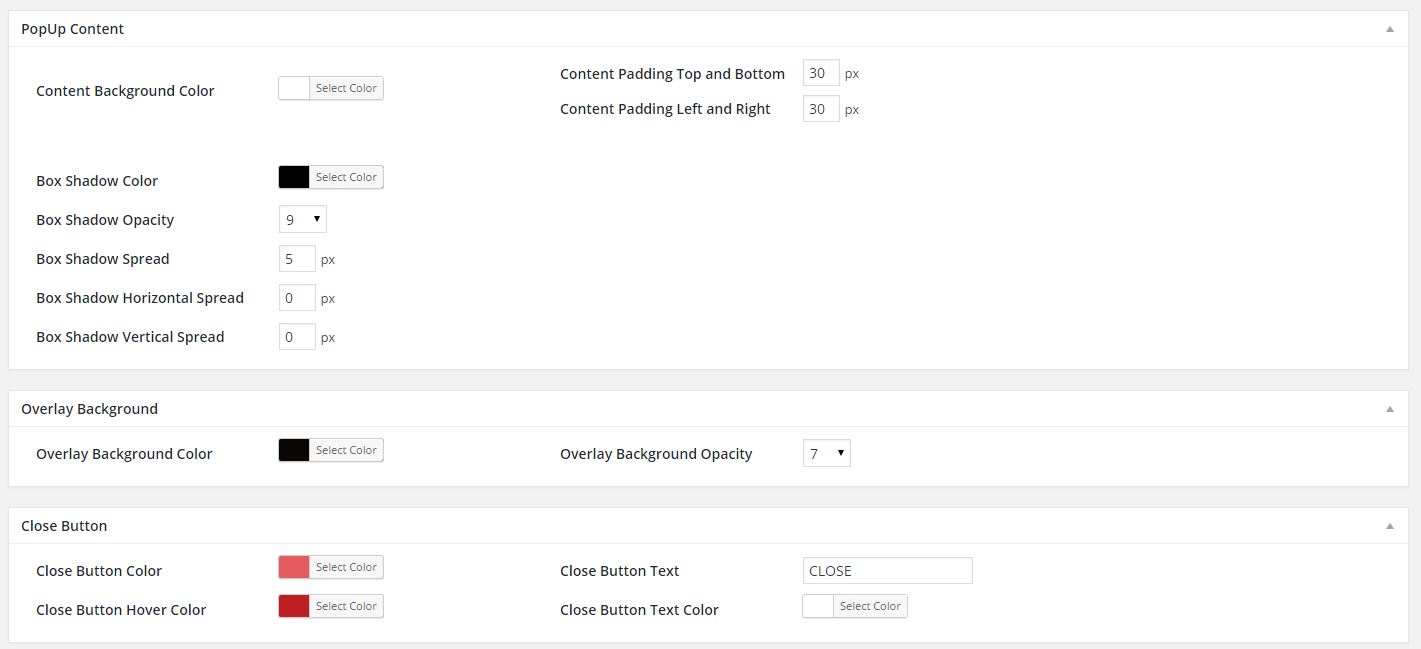 PopUp Content
Content Background Color Select Color Content Padding Top and Bottom 30 px
Content Padding Left and Right 30 px
Box Shadow Color Select Color
Box Shadow Opacity 9
Box Shadow Spread 5 px
Box Shadow Horizontal Spread 0 px
Box Shadow Vertical Spread 0 px
Overlay Background
Overlay Background Color Select Color Overlay Background Opacity 7
Close Button
Close Button Color Select Color Close Button Text CLOSE
Close Button Hover Color Select Color Close Button Text Color Select Color